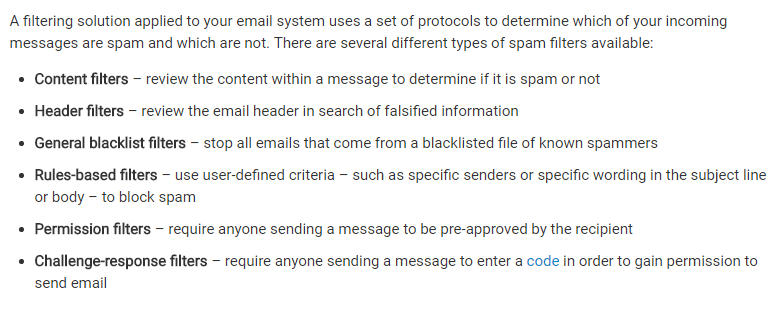 A filtering solution applied to your email system uses a set of protocols to determine which of your incoming
messages are spam and which are not. There are several different types of spam filters available:
• Content filters – review the content within a message to determine if it is spam or not
• Header filters – review the email header in search of falsified information
• General blacklist filters – stop all emails that come from a blacklisted file of known spammers
• Rules-based filters – use user-defined criteria – such as specific senders or specific wording in the subject line
or body – to block spam
• Permission filters – require anyone sending a message to be pre-approved by the recipient
• Challenge-response filters – require anyone sending a message to enter a code in order to gain permission to
send email